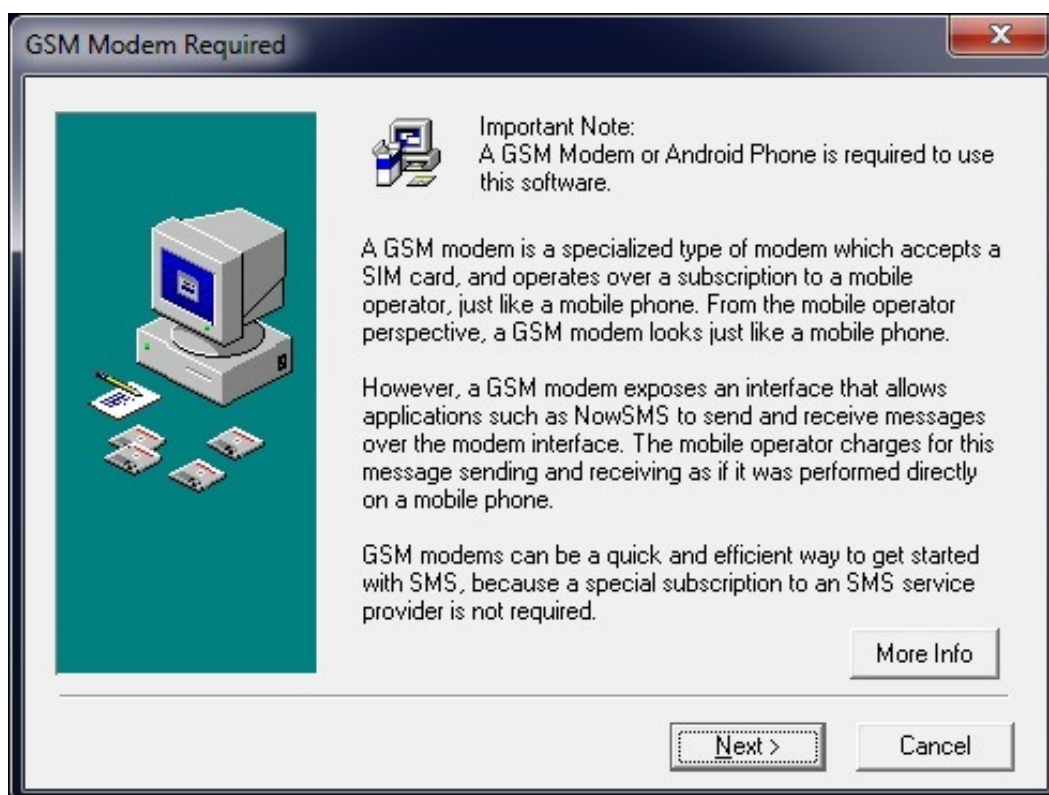 GSM Modem Required
Important Note:
A GSM Modem or Android Phone is required to use
this software.
A GSM modem is a specialized type of modem which accepts a
SIM card, and operates over a subscription to a mobile
operator, just like a mobile phone. From the mobile operator
perspective, a GSM modem looks just like a mobile phone.
However, a GSM modem exposes an interface that allows
applications such as NowSMS to send and receive messages
over the modem interface. The mobile operator charges for this
message sending and receiving as if it was performed directly
on a mobile phone.
GSM modems can be a quick and efficient way to get started
with SMS, because a special subscription to an SMS service
provider is not required.
More Info
Next >
Cancel